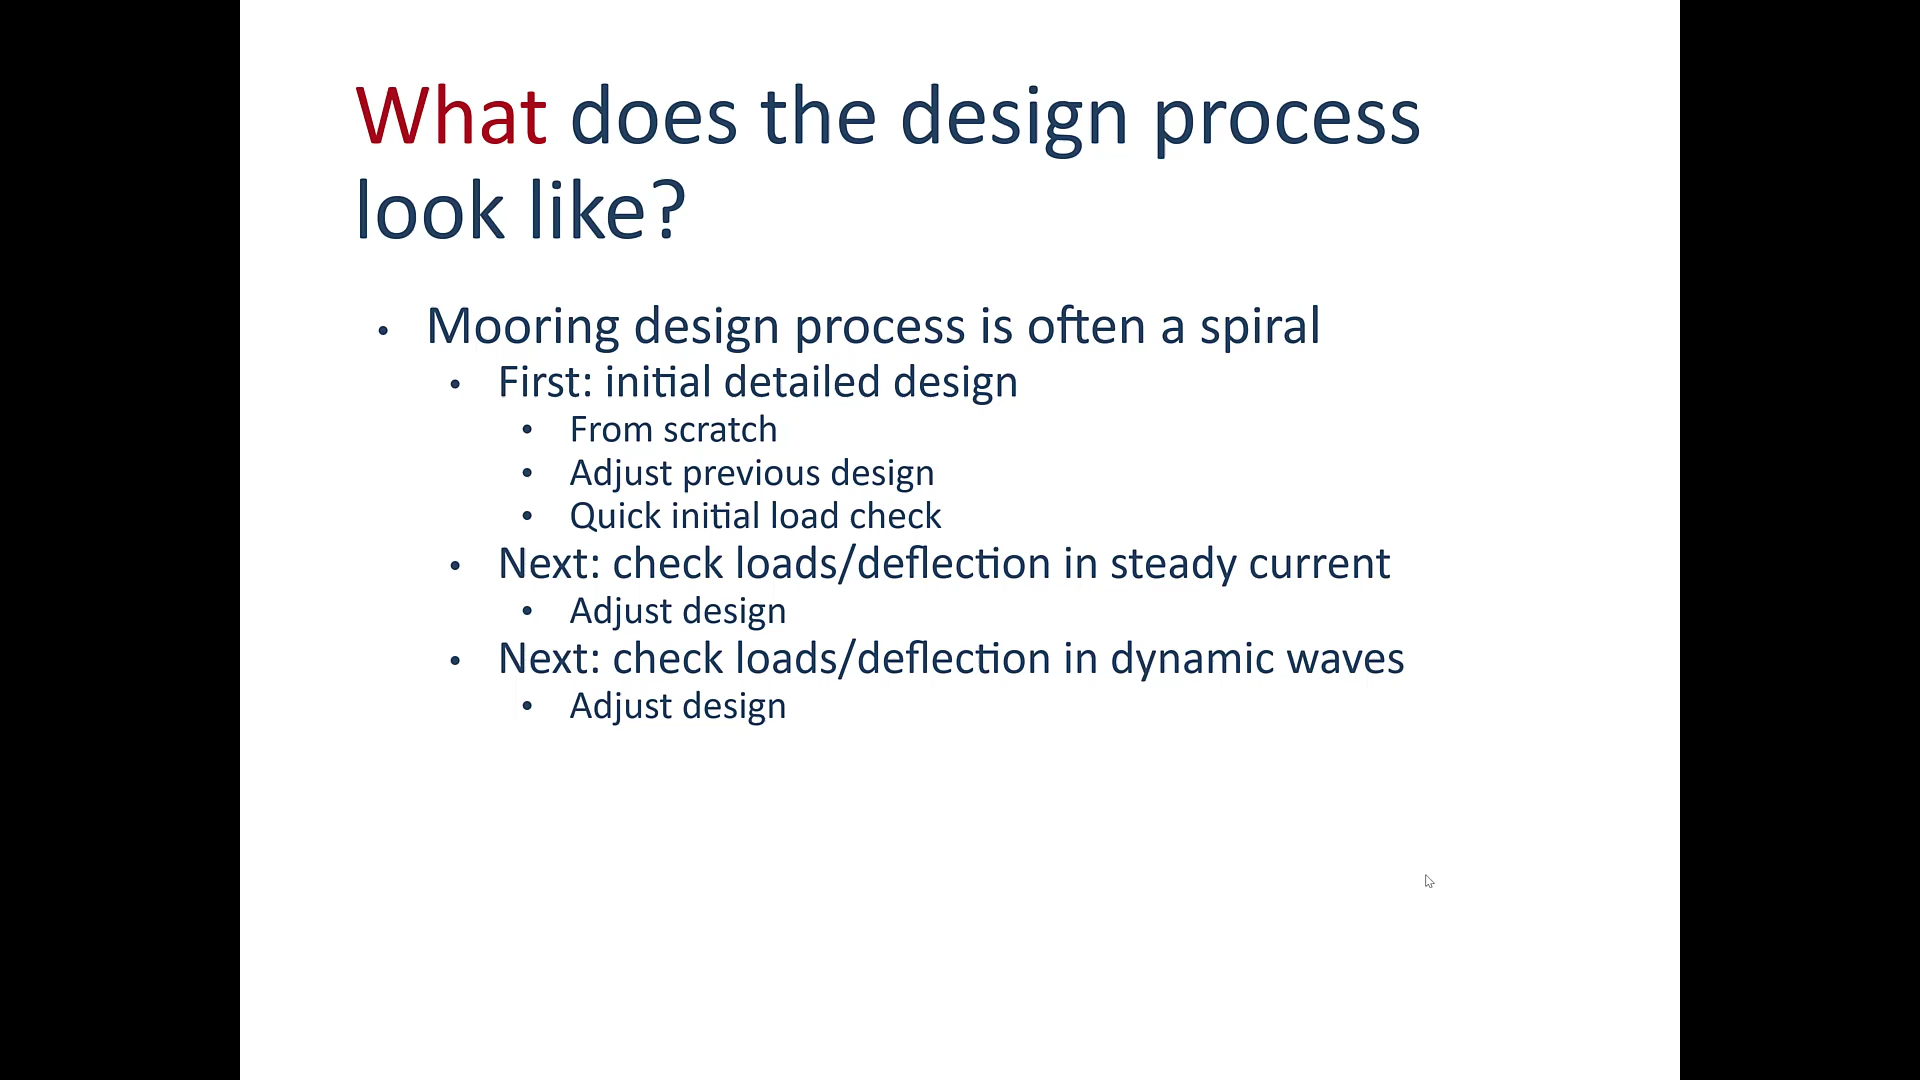 What does the design process
look like?
• Mooring design process is often a spiral
• First: initial detailed design
• From scratch
• Adjust previous design
• Quick initial load check
• Next: check loads/deflection in steady current
• Adjust design
• Next: check loads/deflection in dynamic waves
• Adjust design